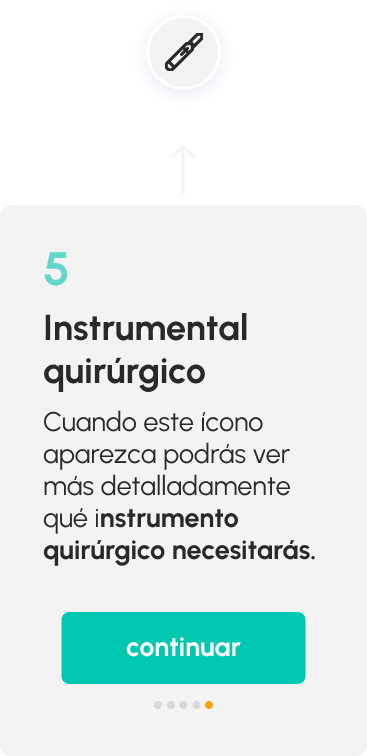 5
Instrumental
quirúrgico
Cuando este ícono
aparezca podrás ver
más detalladamente
qué instrumento
quirúrgico necesitarás.
continuar